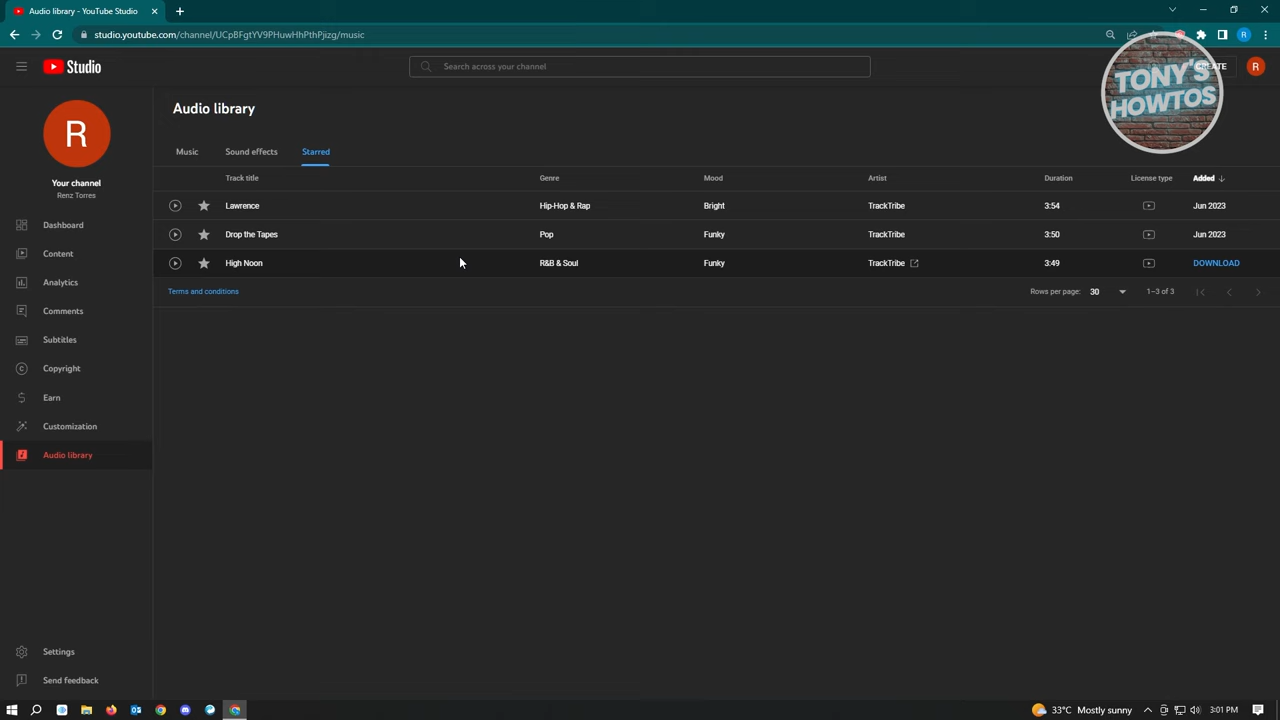 Audio library - YouTube Studio
studio.youtube.com/channel/UCpBFgtYV9PHuwHhPthPjizg/music
R
Studio
Search across your channel
CREATE
R
TONY'S
HOWTOS
R
Your channel
Renz Torres
Dashboard
Content
Analytics
Comments
Subtitles
Copyright
Earn
Customization
Audio library
Settings
Send feedback
Audio library
Music Sound effects Starred
Track title Genre Mood Artist Duration License type Added
Lawrence Hip-Hop & Rap Bright TrackTribe 3:54 Jun 2023
Drop the Tapes Pop Funky TrackTribe 3:50 Jun 2023
High Noon R&B & Soul Funky TrackTribe 3:49 DOWNLOAD
Terms and conditions Rows per page: 30 1–3 of 3
33°C Mostly sunny 3:01 PM